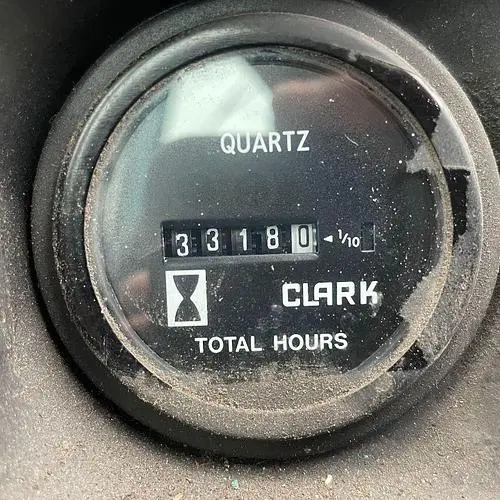 QUARTZ
33180 ◄ 1/10
CLARK
TOTAL HOURS